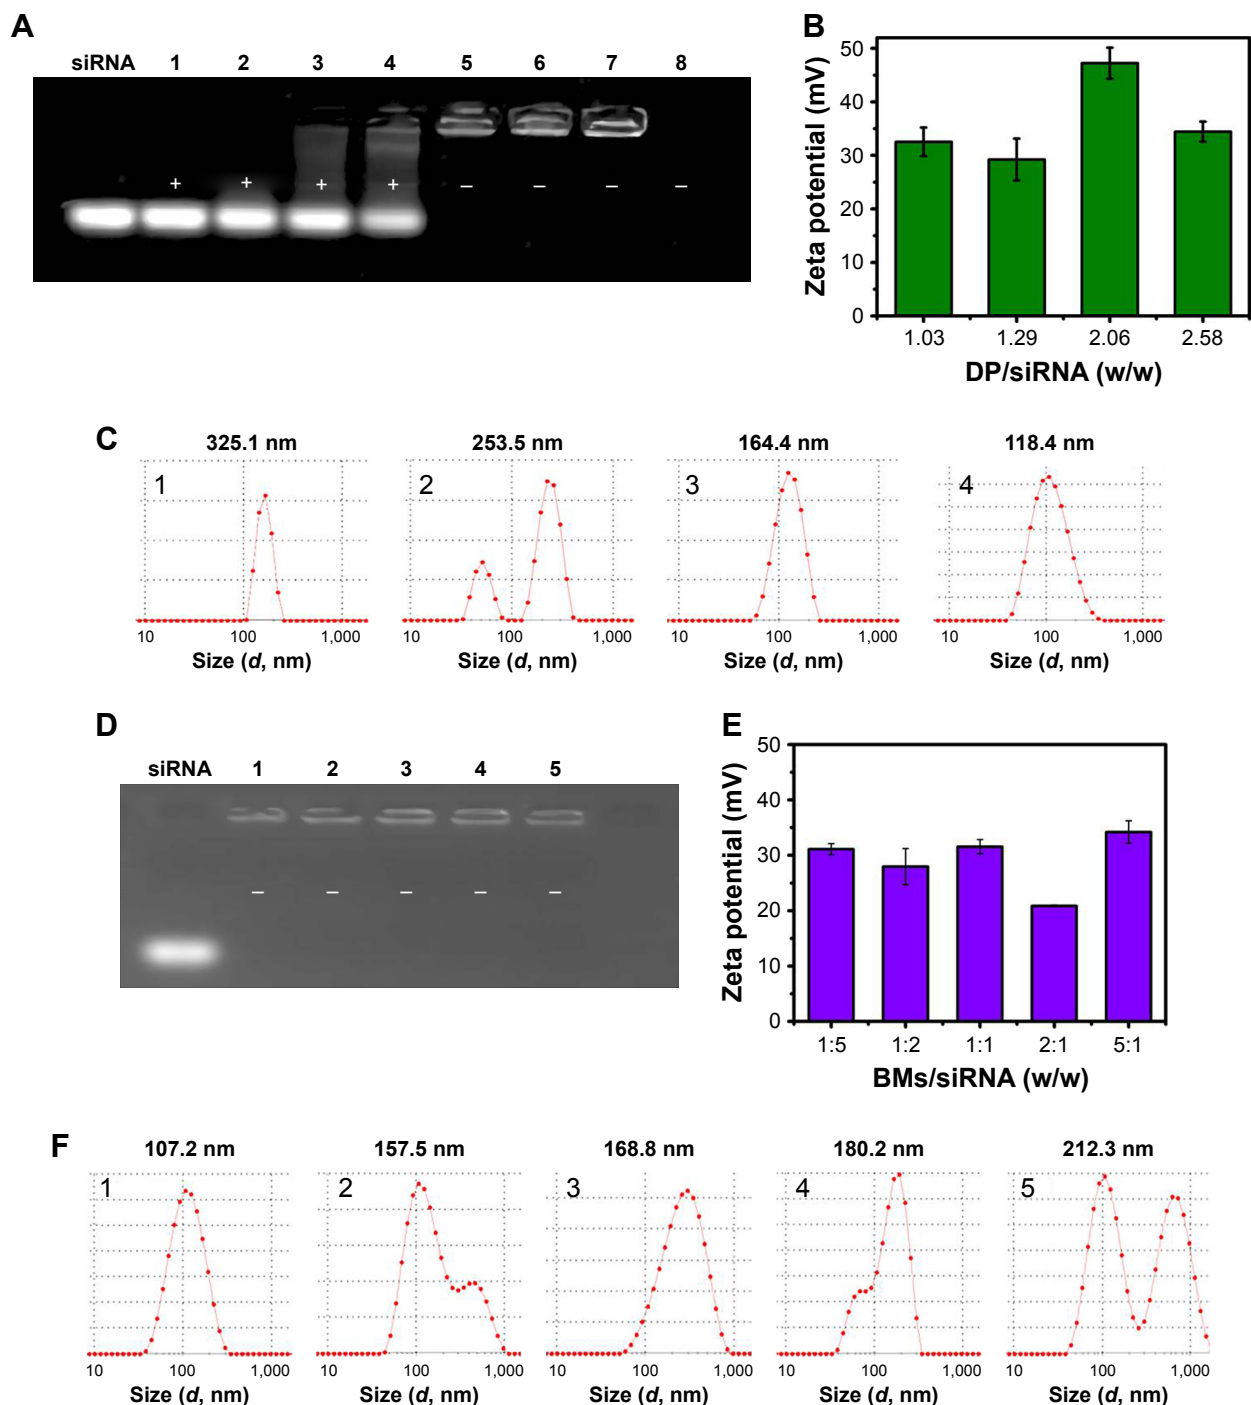 A
siRNA 1 2 3 4 5 6 7 8
+ + + + – – – –
B
Zeta potential (mV)
50
40
30
20
10
0
1.03 1.29 2.06 2.58
DP/siRNA (w/w)
C
325.1 nm 253.5 nm 164.4 nm 118.4 nm
1 2 3 4
10 100 1,000 10 100 1,000 10 100 1,000 10 100 1,000
Size (d, nm) Size (d, nm) Size (d, nm) Size (d, nm)
D
siRNA 1 2 3 4 5
– – – – –
E
Zeta potential (mV)
50
40
30
20
10
0
1:5 1:2 1:1 2:1 5:1
BMs/siRNA (w/w)
F
107.2 nm 157.5 nm 168.8 nm 180.2 nm 212.3 nm
1 2 3 4 5
10 100 1,000 10 100 1,000 10 100 1,000 10 100 1,000 10 100 1,000
Size (d, nm) Size (d, nm) Size (d, nm) Size (d, nm) Size (d, nm)